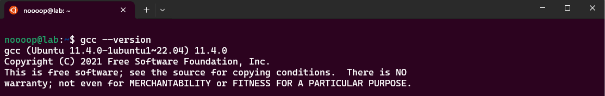 noooop@lab: ~
noooop@lab:~$ gcc --version
gcc (Ubuntu 11.4.0-1ubuntu1~22.04) 11.4.0
Copyright (C) 2021 Free Software Foundation, Inc.
This is free software; see the source for copying conditions.  There is NO
warranty; not even for MERCHANTABILITY or FITNESS FOR A PARTICULAR PURPOSE.